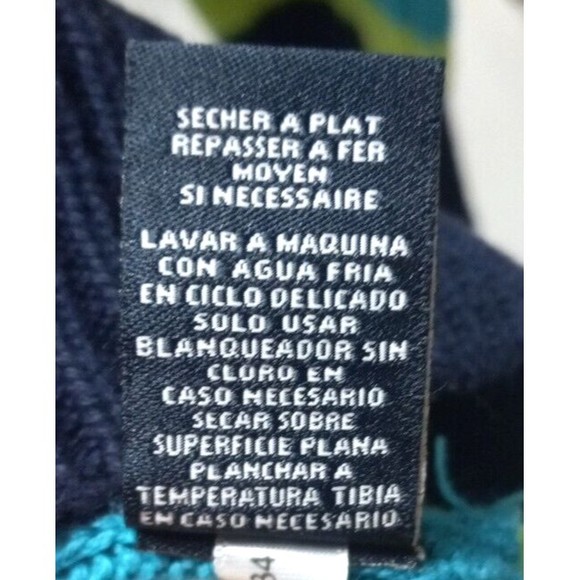 SECHER A PLAT
REPASSER A FER
MOYEN
SI NECESSAIRE
LAVAR A MAQUINA
CON AGUA FRIA
EN CICLO DELICADO
SOLO USAR
BLANQUEADOR SIN
CLORO EN
CASO NECESARIO
SECAR SOBRE
SUPERFICIE PLANA
PLANCHAR A
TEMPERATURA TIBIA
EN CASO NECESARIO
34